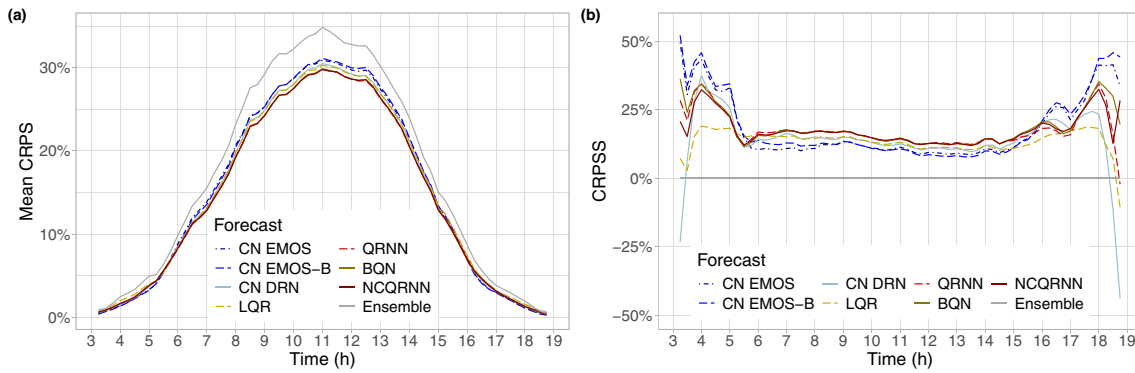 (a)
Mean CRPS
30%
20%
10%
0%
Forecast
CN EMOS
CN EMOS−B
CN DRN
LQR
QRNN
BQN
NCQRNN
Ensemble
3 4 5 6 7 8 9 10 11 12 13 14 15 16 17 18 19
Time (h)
(b)
CRPSS
50%
25%
0%
−25%
−50%
Forecast
CN EMOS
CN EMOS−B
CN DRN
LQR
QRNN
BQN
NCQRNN
Ensemble
3 4 5 6 7 8 9 10 11 12 13 14 15 16 17 18 19
Time (h)